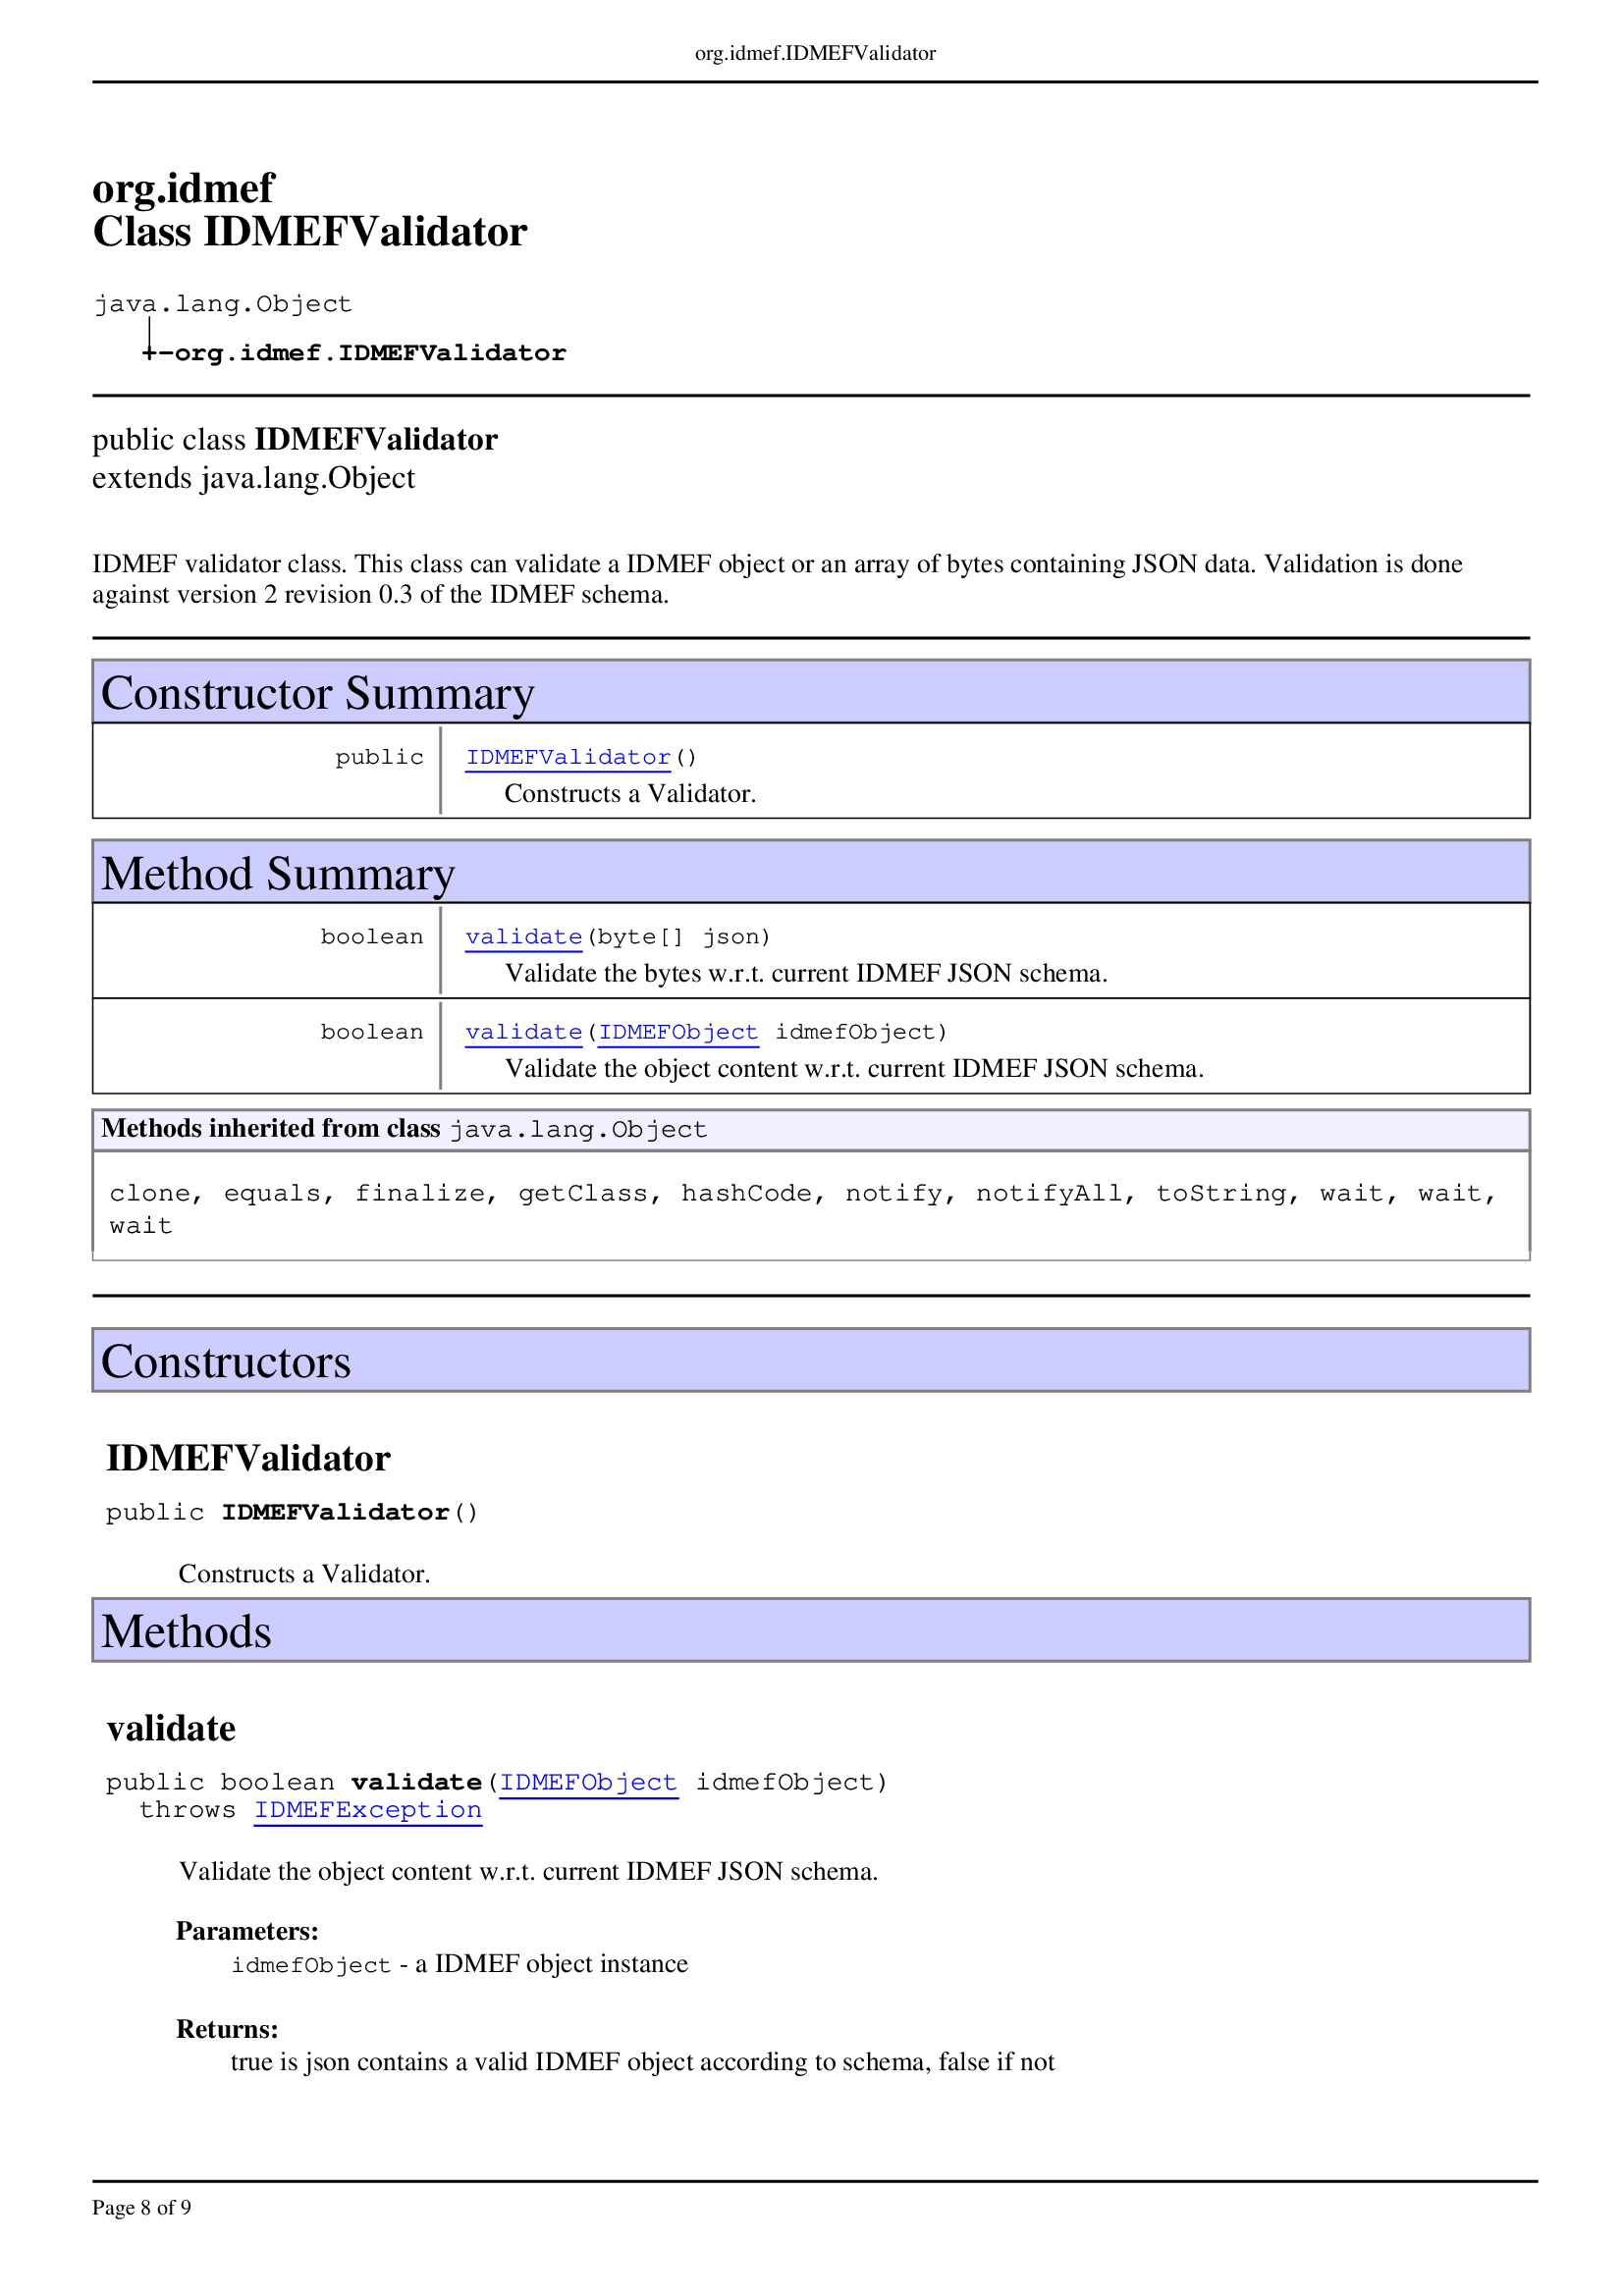 org.idmef.IDMEFValidator
org.idmef
Class IDMEFValidator
java.lang.Object
+-org.idmef.IDMEFValidator
public class IDMEFValidator
extends java.lang.Object
IDMEF validator class. This class can validate a IDMEF object or an array of bytes containing JSON data. Validation is done
against version 2 revision 0.3 of the IDMEF schema.
Constructor Summary
public IDMEFValidator()
Constructs a Validator.
Method Summary
boolean validate(byte[] json)
Validate the bytes w.r.t. current IDMEF JSON schema.
boolean validate(IDMEFObject idmefObject)
Validate the object content w.r.t. current IDMEF JSON schema.
Methods inherited from class java.lang.Object
clone, equals, finalize, getClass, hashCode, notify, notifyAll, toString, wait, wait,
wait
Constructors
IDMEFValidator
public IDMEFValidator()
Constructs a Validator.
Methods
validate
public boolean validate(IDMEFObject idmefObject)
throws IDMEFException
Validate the object content w.r.t. current IDMEF JSON schema.
Parameters:
idmefObject - a IDMEF object instance
Returns:
true is json contains a valid IDMEF object according to schema, false if not
Page 8 of 9